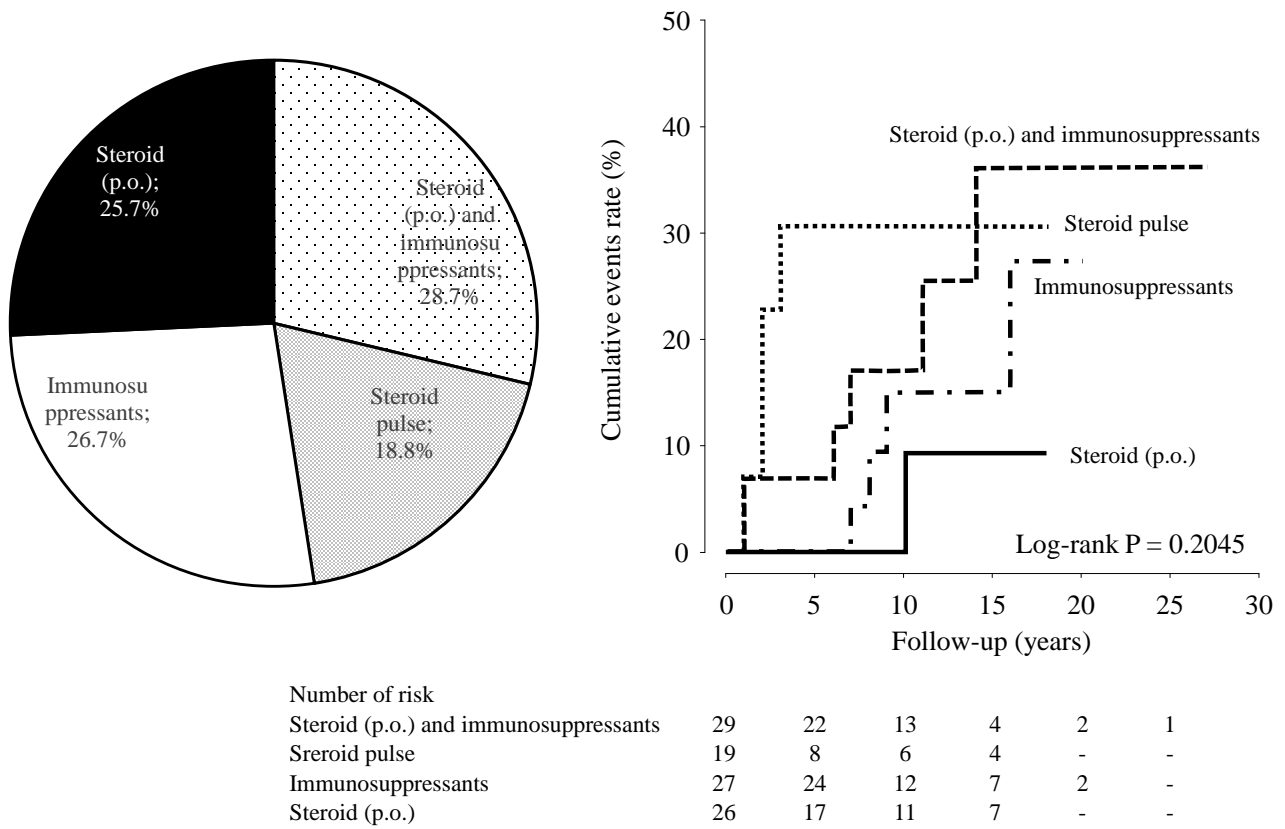 Steroid
(p.o.);
25.7%
Steroid
(p.o.) and
immunosu
ppressants;
28.7%
Immunosu
ppressants;
26.7%
Steroid
pulse;
18.8%
Cumulative events rate (%)
50
40
30
20
10
0
Steroid (p.o.) and immunosuppressants
Steroid pulse
Immunosuppressants
Steroid (p.o.)
Log-rank P = 0.2045
0 5 10 15 20 25 30
Follow-up (years)
Number of risk
Steroid (p.o.) and immunosuppressants 29 22 13 4 2 1
Sreroid pulse 19 8 6 4 - -
Immunosuppressants 27 24 12 7 2 -
Steroid (p.o.) 26 17 11 7 - -